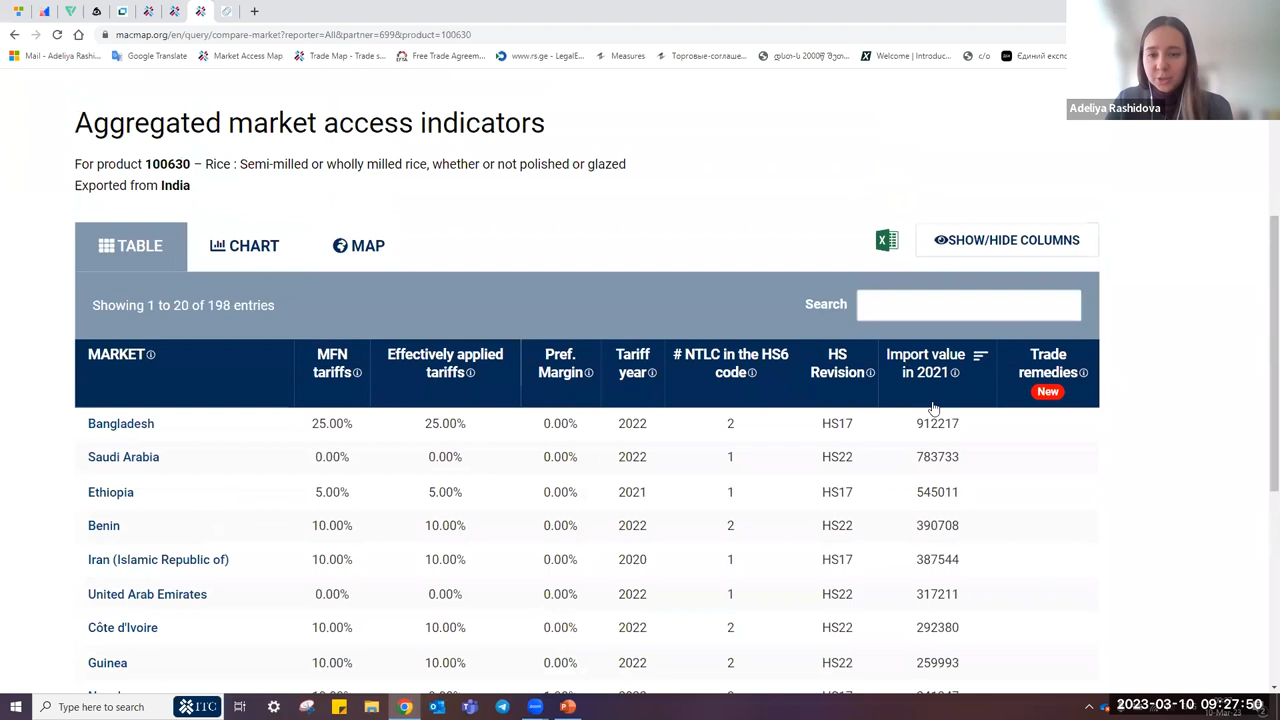 macmap.org/en/query/compare-market?reporter=All&partner=699&product=100630
Mail - Adeliya Rashi... Google Translate Market Access Map Trade Map - Trade s... Free Trade Agreem... www.rs.ge - LegalE... Measures Торговые-соглаше... Welcome | Introduc... c/o Єдиний експо
Adeliya Rashidova
Aggregated market access indicators
For product 100630 – Rice : Semi-milled or wholly milled rice, whether or not polished or glazed
Exported from India
TABLE CHART MAP SHOW/HIDE COLUMNS
Showing 1 to 20 of 198 entries Search
MARKET MFN tariffs Effectively applied tariffs Pref. Margin Tariff year # NTLC in the HS6 code HS Revision Import value in 2021 Trade remedies New
Bangladesh 25.00% 25.00% 0.00% 2022 2 HS17 912217
Saudi Arabia 0.00% 0.00% 0.00% 2022 1 HS22 783733
Ethiopia 5.00% 5.00% 0.00% 2021 1 HS17 545011
Benin 10.00% 10.00% 0.00% 2022 2 HS22 390708
Iran (Islamic Republic of) 10.00% 10.00% 0.00% 2020 1 HS17 387544
United Arab Emirates 0.00% 0.00% 0.00% 2022 1 HS22 317211
Côte d'Ivoire 10.00% 10.00% 0.00% 2022 2 HS22 292380
Guinea 10.00% 10.00% 0.00% 2022 2 HS22 259993
Type here to search ITC
2023-03-10 09:27:50
10-Mar-23